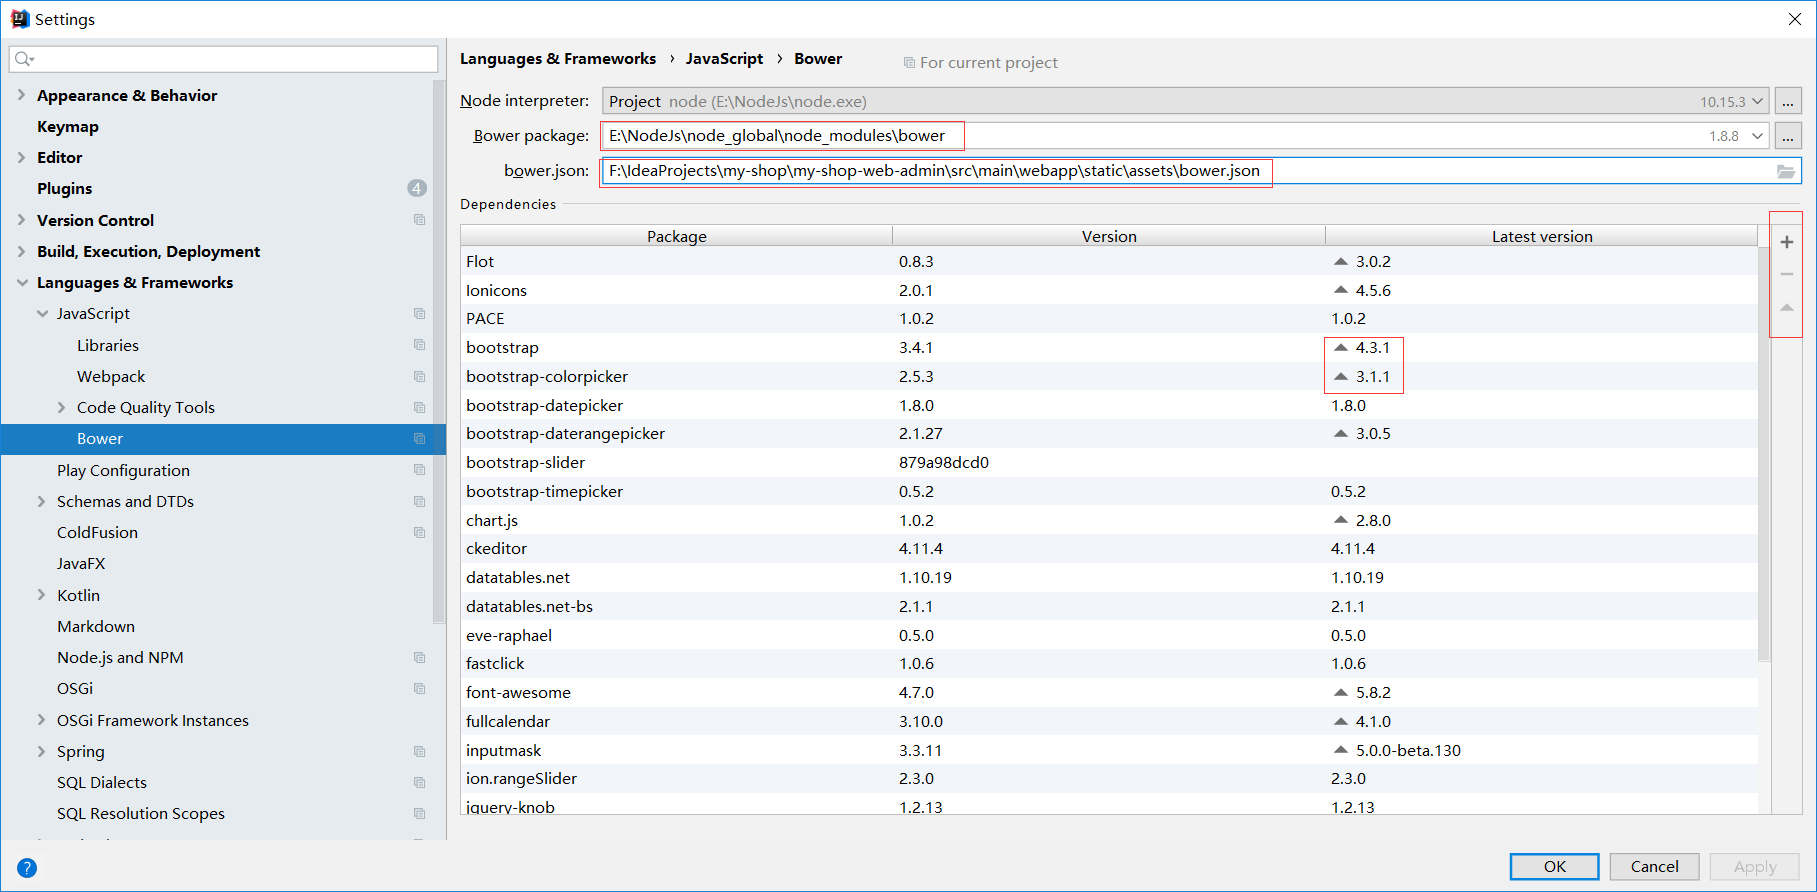 Settings
Languages & Frameworks › JavaScript › Bower For current project
Appearance & Behavior
Keymap
Editor
Plugins 4
Version Control
Build, Execution, Deployment
Languages & Frameworks
JavaScript
Libraries
Webpack
Code Quality Tools
Bower
Play Configuration
Schemas and DTDs
ColdFusion
JavaFX
Kotlin
Markdown
Node.js and NPM
OSGi
OSGi Framework Instances
Spring
SQL Dialects
SQL Resolution Scopes
Node interpreter: Project node (E:\NodeJs\node.exe) 10.15.3 ...
Bower package: E:\NodeJs\node_global\node_modules\bower 1.8.8 ...
bower.json: F:\IdeaProjects\my-shop\my-shop-web-admin\src\main\webapp\static\assets\bower.json
Dependencies
Package Version Latest version
Flot 0.8.3 3.0.2
Ionicons 2.0.1 4.5.6
PACE 1.0.2 1.0.2
bootstrap 3.4.1 4.3.1
bootstrap-colorpicker 2.5.3 3.1.1
bootstrap-datepicker 1.8.0 1.8.0
bootstrap-daterangepicker 2.1.27 3.0.5
bootstrap-slider 879a98dcd0
bootstrap-timepicker 0.5.2 0.5.2
chart.js 1.0.2 2.8.0
ckeditor 4.11.4 4.11.4
datatables.net 1.10.19 1.10.19
datatables.net-bs 2.1.1 2.1.1
eve-raphael 0.5.0 0.5.0
fastclick 1.0.6 1.0.6
font-awesome 4.7.0 5.8.2
fullcalendar 3.10.0 4.1.0
inputmask 3.3.11 5.0.0-beta.130
ion.rangeSlider 2.3.0 2.3.0
jquery-knob 1.2.13 1.2.13
? OK Cancel Apply